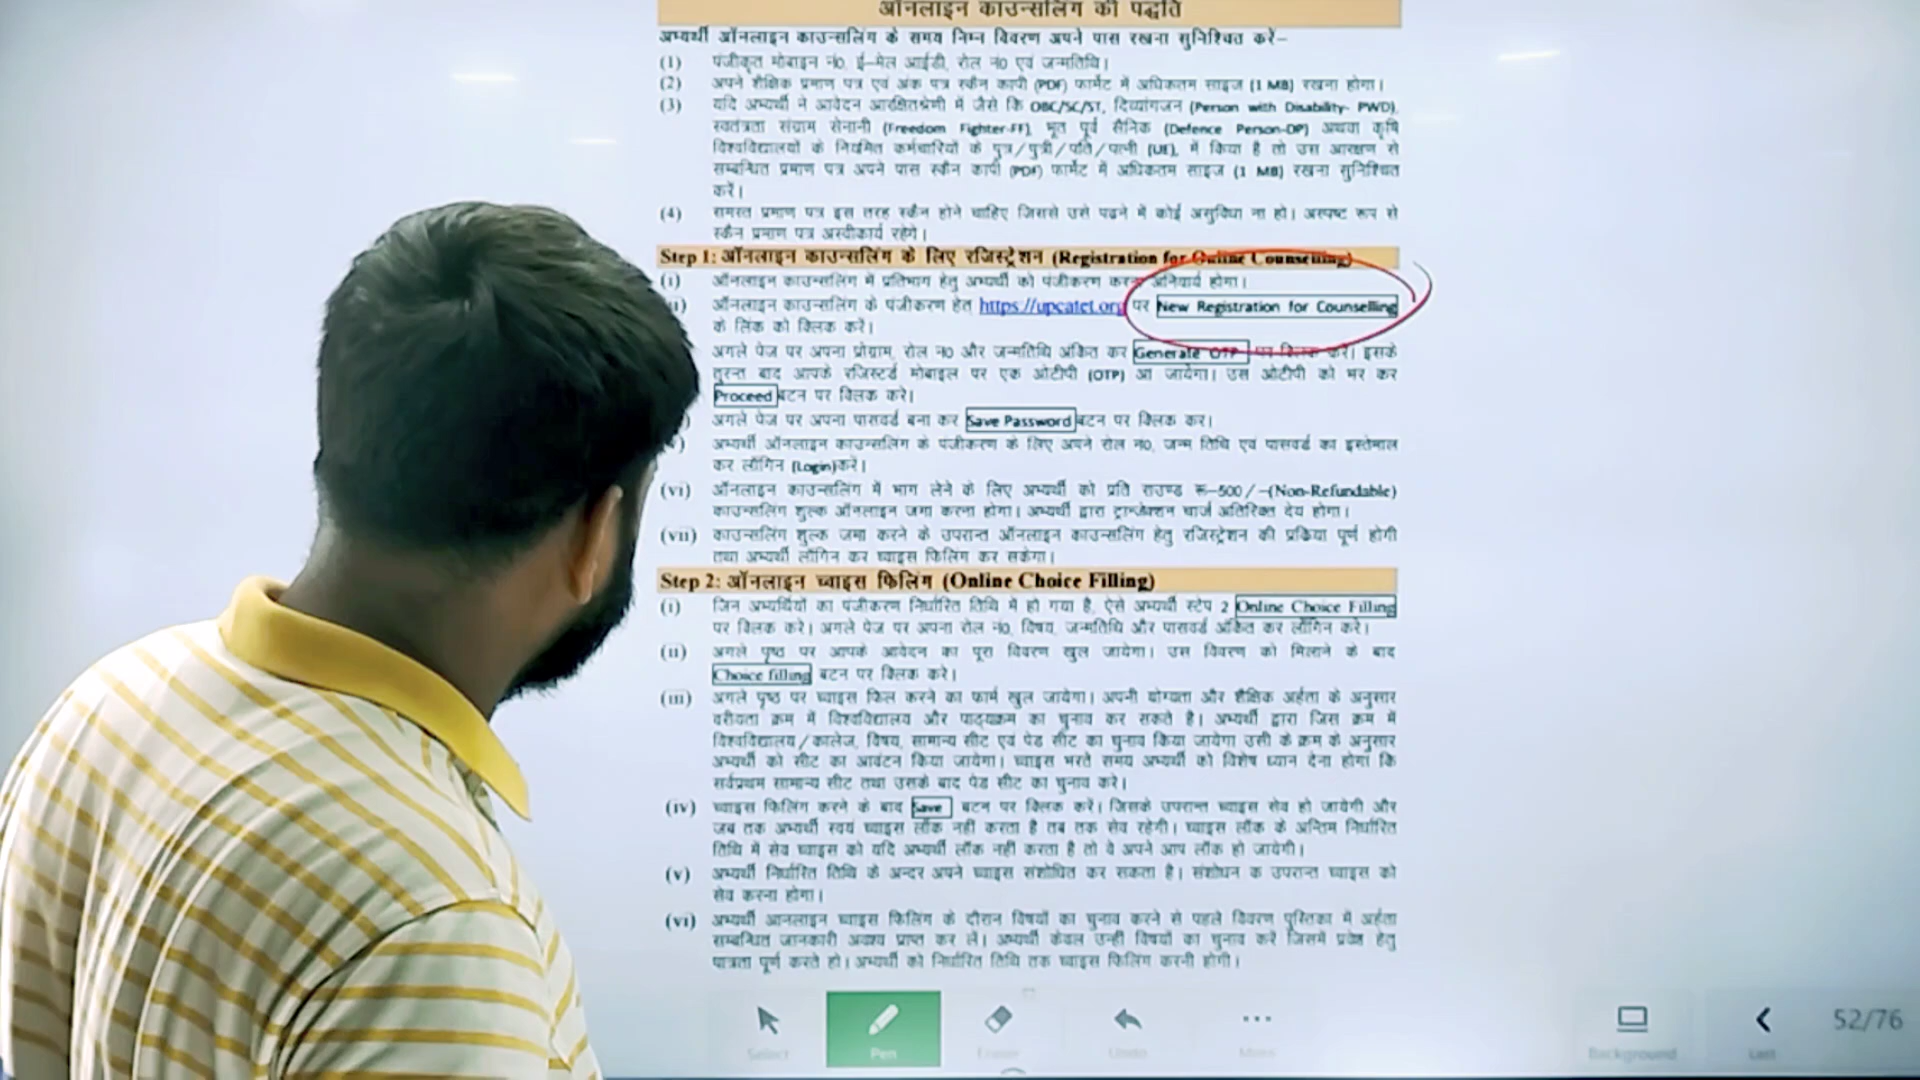 ऑनलाइन काउन्सलिंग की पद्धति
अभ्यर्थी ऑनलाइन काउन्सलिंग के समय निम्न विवरण अपने पास रखना सुनिश्चित करें–
(1) पंजीकृत मोबाइन नं0, ई–मेल आईडी, रोल नं0 एवं जन्मतिथि।
(2) अपने शैक्षिक प्रमाण पत्र एवं अंक पत्र स्कैन कापी (PDF) फार्मेट में अधिकतम साइज (1 MB) रखना होगा।
(3) यदि अभ्यर्थी ने आवेदन आरक्षितश्रेणी में जैसे कि OBC/SC/ST, दिव्यांगजन (Person with Disability- PWD),
स्वतंत्रता संग्राम सेनानी (Freedom Fighter-FF), भूत पूर्व सैनिक (Defence Person-DP) अथवा कृषि
विश्वविद्यालयों के नियमित कर्मचारियों के पुत्र/पुत्री/पति/पत्नी (UE), में किया है तो उस आरक्षण से
सम्बन्धित प्रमाण पत्र अपने पास स्कैन कापी (PDF) फार्मेट में अधिकतम साइज (1 MB) रखना सुनिश्चित
करें।
(4) समस्त प्रमाण पत्र इस तरह स्कैन होने चाहिए जिससे उसे पढने में कोई असुविधा ना हो। अस्पष्ट रूप से
स्कैन प्रमाण पत्र अस्वीकार्य रहेंगे।
Step 1: ऑनलाइन काउन्सलिंग के लिए रजिस्ट्रेशन (Registration for Online Counselling)
(i) ऑनलाइन काउन्सलिंग में प्रतिभाग हेतु अभ्यर्थी को पंजीकरण करना अनिवार्य होगा।
ऑनलाइन काउन्सलिंग के पंजीकरण हेतु https://upcatet.org पर New Registration for Counselling
के लिंक को क्लिक करें।
अगले पेज पर अपना प्रोग्राम, रोल न0 और जन्मतिथि अंकित कर Generate OTP पर क्लिक करें। इसके
तुरन्त बाद आपके रजिस्टर्ड मोबाइल पर एक ओटीपी (OTP) आ जायेगा। उस ओटीपी को भर कर
Proceed बटन पर क्लिक करे।
अगले पेज पर अपना पासवर्ड बना कर Save Password बटन पर क्लिक कर।
अभ्यर्थी ऑनलाइन काउन्सलिंग के पंजीकरण के लिए अपने रोल न0, जन्म तिथि एवं पासवर्ड का इस्तेमाल
कर लॉगिन (Login)करें।
(vi) ऑनलाइन काउन्सलिंग में भाग लेने के लिए अभ्यर्थी को प्रति राउण्ड रू–500/–(Non-Refundable)
काउन्सलिंग शुल्क ऑनलाइन जमा करना होगा। अभ्यर्थी द्वारा ट्रान्जेक्शन चार्ज अतिरिक्त देय होगा।
(vii) काउन्सलिंग शुल्क जमा करने के उपरान्त ऑनलाइन काउन्सलिंग हेतु रजिस्ट्रेशन की प्रकिया पूर्ण होगी
तथा अभ्यर्थी लॉगिन कर च्वाइस फिलिंग कर सकेगा।
Step 2: ऑनलाइन च्वाइस फिलिंग (Online Choice Filling)
(i) जिन अभ्यर्थियों का पंजीकरण निर्धारित तिथि में हो गया है, ऐसे अभ्यर्थी स्टेप 2 Online Choice Filling
पर क्लिक करे। अगले पेज पर अपना रोल नं0, विषय, जन्मतिथि और पासवर्ड अंकित कर लॉगिन करे।
(ii) अगले पृष्ठ पर आपके आवेदन का पूरा विवरण खुल जायेगा। उस विवरण को मिलाने के बाद
Choice filling बटन पर क्लिक करे।
(iii) अगले पृष्ठ पर च्वाइस फिल करने का फार्म खुल जायेगा। अपनी योग्यता और शैक्षिक अर्हता के अनुसार
वरीयता क्रम में विश्वविद्यालय और पाठ्यक्रम का चुनाव कर सकते है। अभ्यर्थी द्वारा जिस क्रम में
विश्वविद्यालय/कालेज, विषय, सामान्य सीट एवं पेड सीट का चुनाव किया जायेगा उसी के क्रम के अनुसार
अभ्यर्थी को सीट का आवंटन किया जायेगा। च्वाइस भरते समय अभ्यर्थी को विशेष ध्यान देना होगा कि
सर्वप्रथम सामान्य सीट तथा उसके बाद पेड सीट का चुनाव करे।
(iv) च्वाइस फिलिंग करने के बाद Save बटन पर क्लिक करें। जिसके उपरान्त च्वाइस सेव हो जायेगी और
जब तक अभ्यर्थी स्वयं च्वाइस लॉक नहीं करता है तब तक सेव रहेगी। च्वाइस लॉक के अन्तिम निर्धारित
तिथि में सेव च्वाइस को यदि अभ्यर्थी लॉक नहीं करता है तो वे अपने आप लॉक हो जायेगी।
(v) अभ्यर्थी निर्धारित तिथि के अन्दर अपने च्वाइस संशोधित कर सकता है। संशोधन क उपरान्त च्वाइस को
सेव करना होगा।
(vi) अभ्यर्थी आनलाइन च्वाइस फिलिंग के दौरान विषयों का चुनाव करने से पहले विवरण पुस्तिका में अर्हता
सम्बन्धित जानकारी अवश्य प्राप्त कर लें। अभ्यर्थी केवल उन्हीं विषयों का चुनाव करें जिसमें प्रवेश हेतु
पात्रता पूर्ण करते हो। अभ्यर्थी को निर्धारित तिथि तक च्वाइस फिलिंग करनी होगी।
Select Pen Eraser Undo More Background Last 52/76